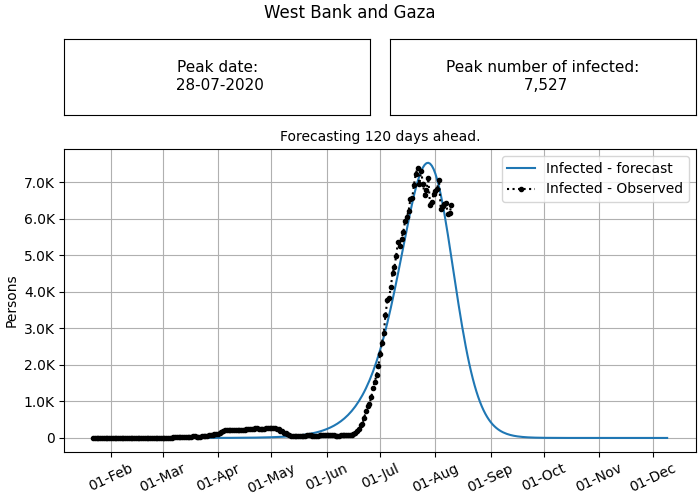 West Bank and Gaza
Peak date:
28-07-2020
Peak number of infected:
7,527
Forecasting 120 days ahead.
Infected - forecast
Infected - Observed
Persons
7.0K
6.0K
5.0K
4.0K
3.0K
2.0K
1.0K
0
01-Feb
01-Mar
01-Apr
01-May
01-Jun
01-Jul
01-Aug
01-Sep
01-Oct
01-Nov
01-Dec